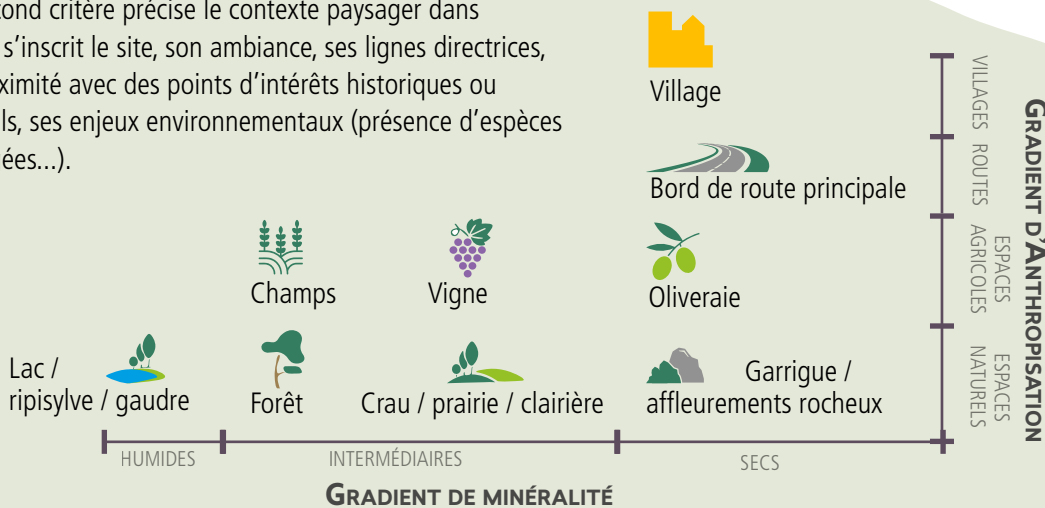 ond critère précise le contexte paysager dans
s’inscrit le site, son ambiance, ses lignes directrices,
ximité avec des points d’intérêts historiques ou
ls, ses enjeux environnementaux (présence d’espèces
ées...).
Village
Bord de route principale
Champs
Vigne
Oliveraie
Lac /
ripisylve / gaudre
Forêt
Crau / prairie / clairière
Garrigue /
affleurements rocheux
HUMIDES
INTERMÉDIAIRES
SECS
GRADIENT DE MINÉRALITÉ
VILLAGES
ROUTES
ESPACES
AGRICOLES
ESPACES
NATURELS
GRADIENT D’ANTHROPISATION